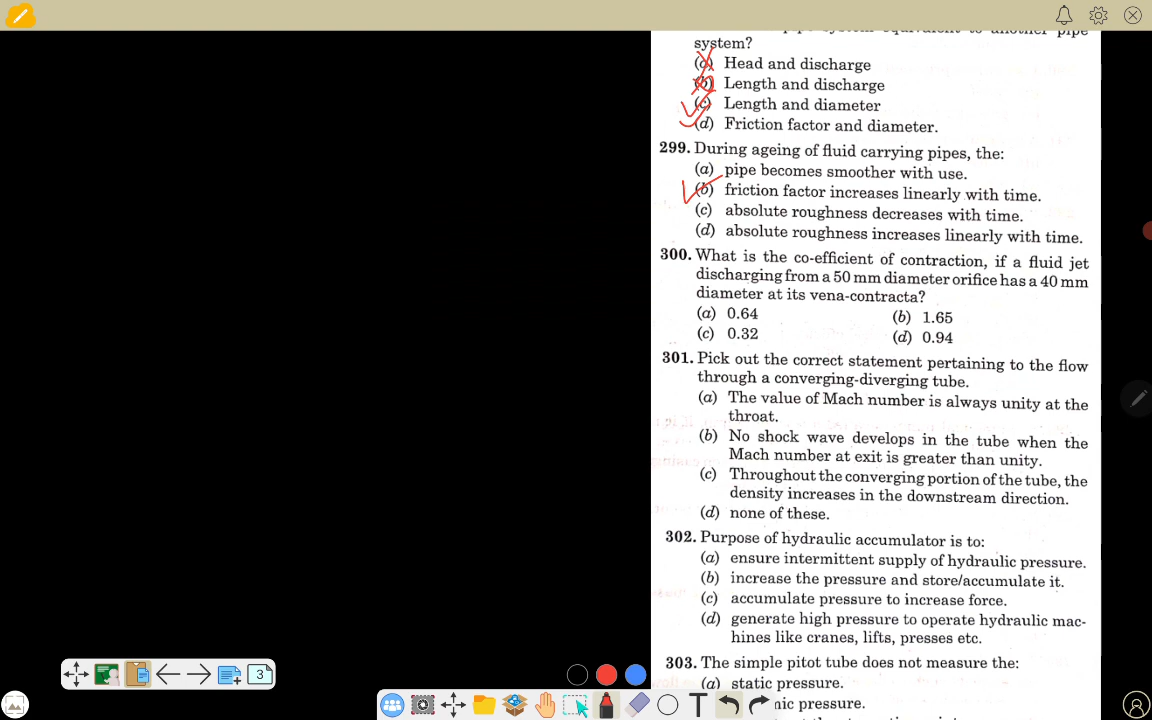 system?
(a) Head and discharge
(b) Length and discharge
(c) Length and diameter
(d) Friction factor and diameter.
299. During ageing of fluid carrying pipes, the:
(a) pipe becomes smoother with use.
(b) friction factor increases linearly with time.
(c) absolute roughness decreases with time.
(d) absolute roughness increases linearly with time.
300. What is the co-efficient of contraction, if a fluid jet
discharging from a 50 mm diameter orifice has a 40 mm
diameter at its vena-contracta?
(a) 0.64 (b) 1.65
(c) 0.32 (d) 0.94
301. Pick out the correct statement pertaining to the flow
through a converging-diverging tube.
(a) The value of Mach number is always unity at the
throat.
(b) No shock wave develops in the tube when the
Mach number at exit is greater than unity.
(c) Throughout the converging portion of the tube, the
density increases in the downstream direction.
(d) none of these.
302. Purpose of hydraulic accumulator is to:
(a) ensure intermittent supply of hydraulic pressure.
(b) increase the pressure and store/accumulate it.
(c) accumulate pressure to increase force.
(d) generate high pressure to operate hydraulic mac-
hines like cranes, lifts, presses etc.
303. The simple pitot tube does not measure the:
(a) static pressure.
nic pressure.
3
T